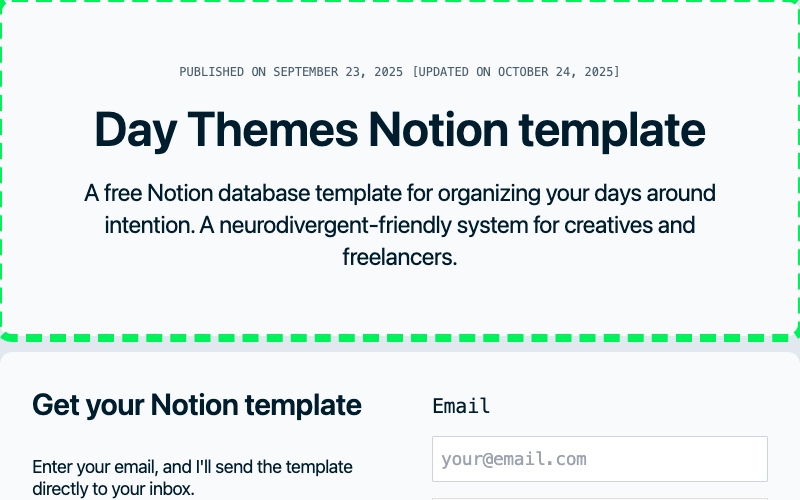 PUBLISHED ON SEPTEMBER 23, 2025 [UPDATED ON OCTOBER 24, 2025]
Day Themes Notion template
A free Notion database template for organizing your days around
intention. A neurodivergent-friendly system for creatives and
freelancers.
Get your Notion template
Enter your email, and I'll send the template
directly to your inbox.
Email
your@email.com